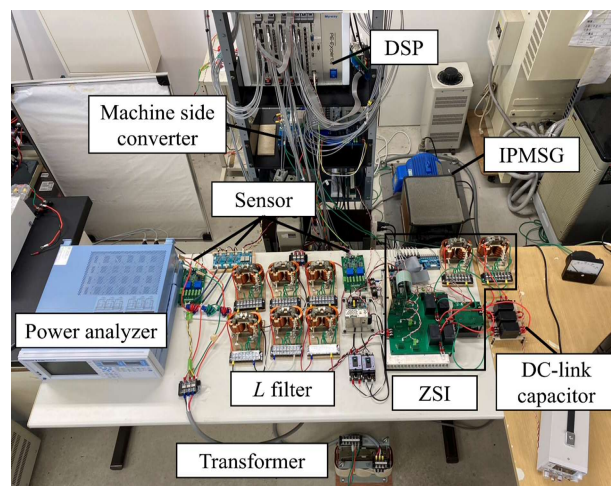 DSP
Machine side
converter
IPMSG
Sensor
Power analyzer
L filter
ZSI
DC-link
capacitor
Transformer